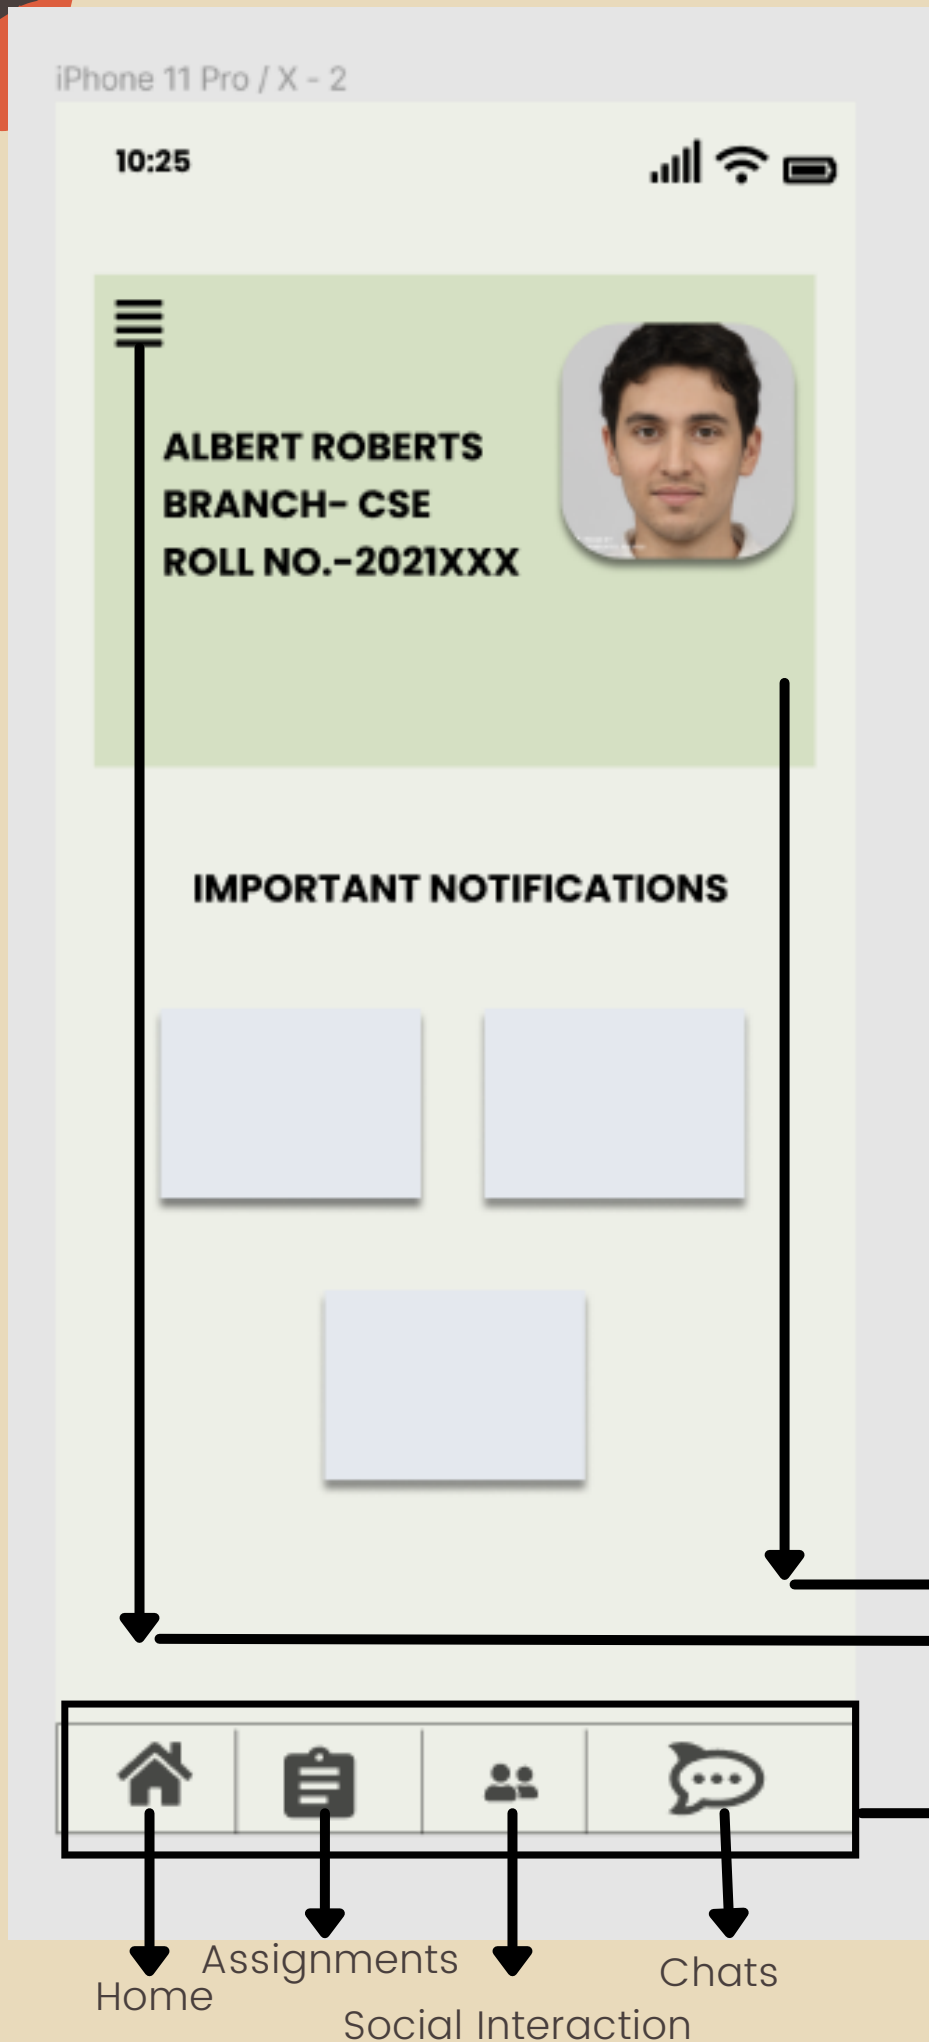 iPhone 11 Pro / X - 2
10:25
ALBERT ROBERTS
BRANCH- CSE
ROLL NO.-2021XXX
IMPORTANT NOTIFICATIONS
Assignments
Home
Chats
Social Interaction